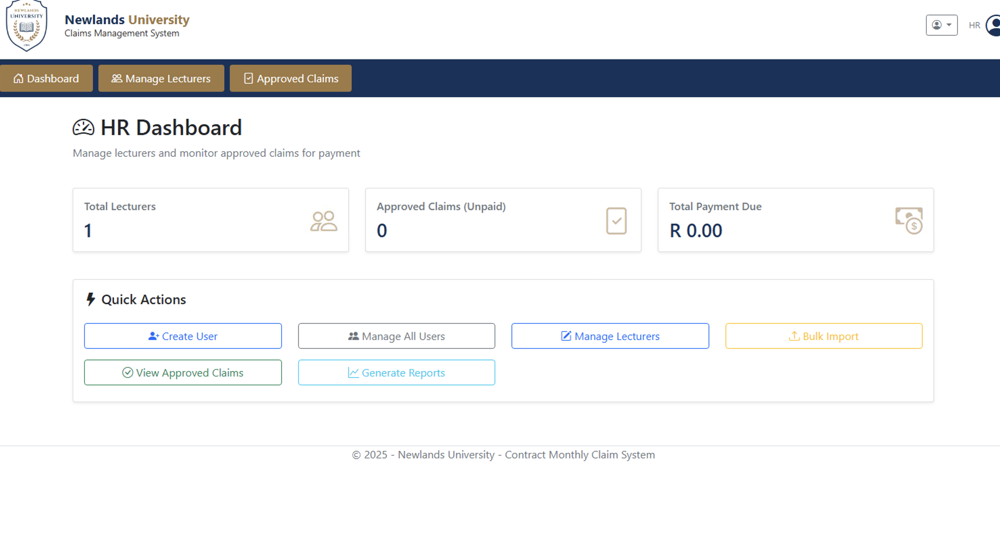 NEWLANDS
UNIVERSITY
Newlands University
Claims Management System
HR
Dashboard
Manage Lecturers
Approved Claims
HR Dashboard
Manage lecturers and monitor approved claims for payment
Total Lecturers
1
Approved Claims (Unpaid)
0
Total Payment Due
R 0.00
$
Quick Actions
Create User
Manage All Users
Manage Lecturers
Bulk Import
View Approved Claims
Generate Reports
© 2025 - Newlands University - Contract Monthly Claim System